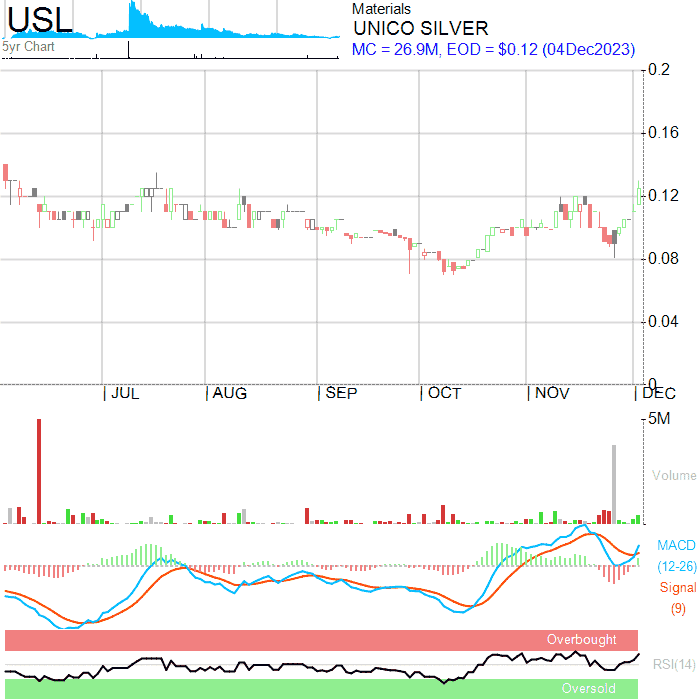 USL
5yr Chart
Materials
UNICO SILVER
MC = 26.9M, EOD = $0.12 (04Dec2023)
0.2
0.16
0.12
0.08
0.04
0
JUL AUG SEP OCT NOV DEC
5M
Volume
MACD
(12-26)
Signal
(9)
Overbought
RSI(14)
Oversold